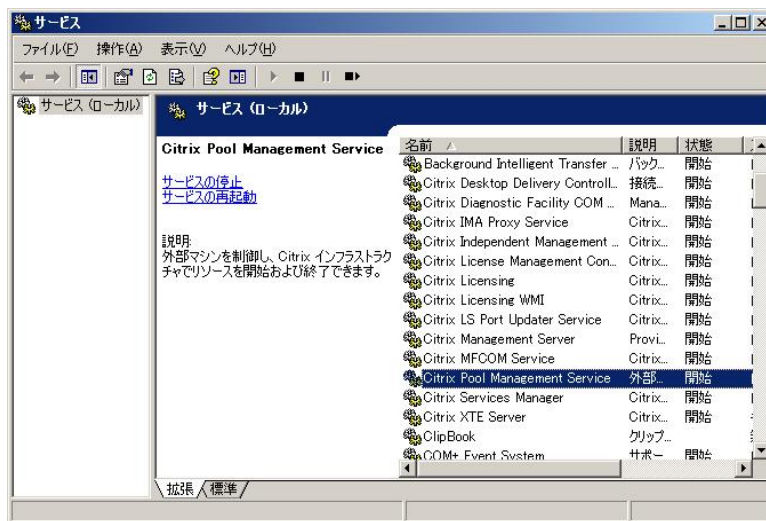 サービス
ファイル(F) 操作(A) 表示(V) ヘルプ(H)
サービス (ローカル)
サービス (ローカル)
Citrix Pool Management Service
サービスの停止
サービスの再起動
説明:
外部マシンを制御し、Citrix インフラストラク
チャでリソースを開始および終了できます。
名前 説明 状態
Background Intelligent Transfer ... バック... 開始
Citrix Desktop Delivery Controll... 接続... 開始
Citrix Diagnostic Facility COM ... Mana... 開始
Citrix IMA Proxy Service Citrix... 開始
Citrix Independent Management ... Citrix... 開始
Citrix License Management Con... Citrix... 開始
Citrix Licensing Citrix... 開始
Citrix Licensing WMI Citrix... 開始
Citrix LS Port Updater Service Citrix... 開始
Citrix Management Server Provi... 開始
Citrix MFCOM Service Citrix... 開始
Citrix Pool Management Service 外部... 開始
Citrix Services Manager Citrix... 開始
Citrix XTE Server Citrix... 開始
ClipBook クリップ...
COM+ Event System サポー 開始
拡張 標準